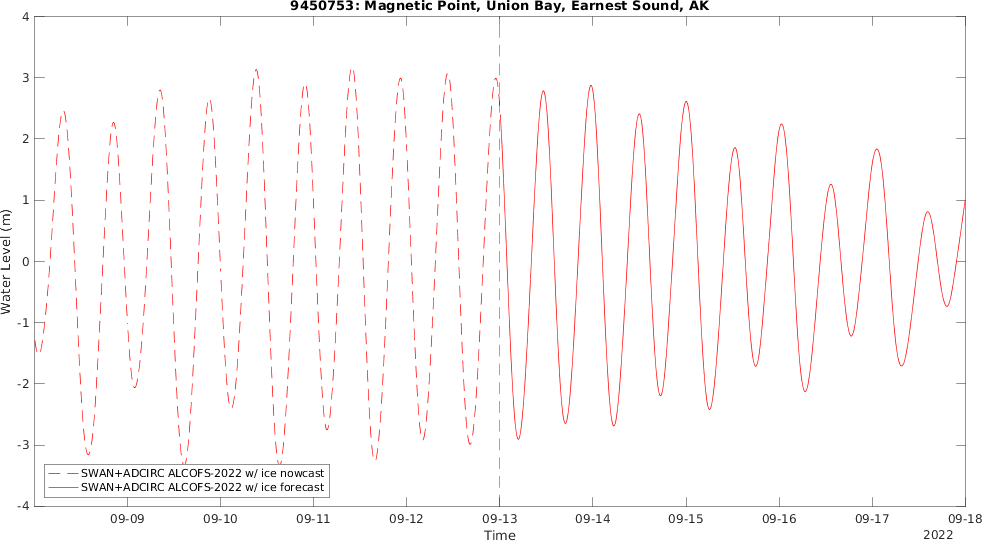 9450753: Magnetic Point, Union Bay, Earnest Sound, AK
4
3
2
1
0
-1
-2
-3
-4
Water Level (m)
SWAN+ADCIRC ALCOFS-2022 w/ ice nowcast
SWAN+ADCIRC ALCOFS-2022 w/ ice forecast
09-09 09-10 09-11 09-12 09-13 09-14 09-15 09-16 09-17 09-18
Time
2022